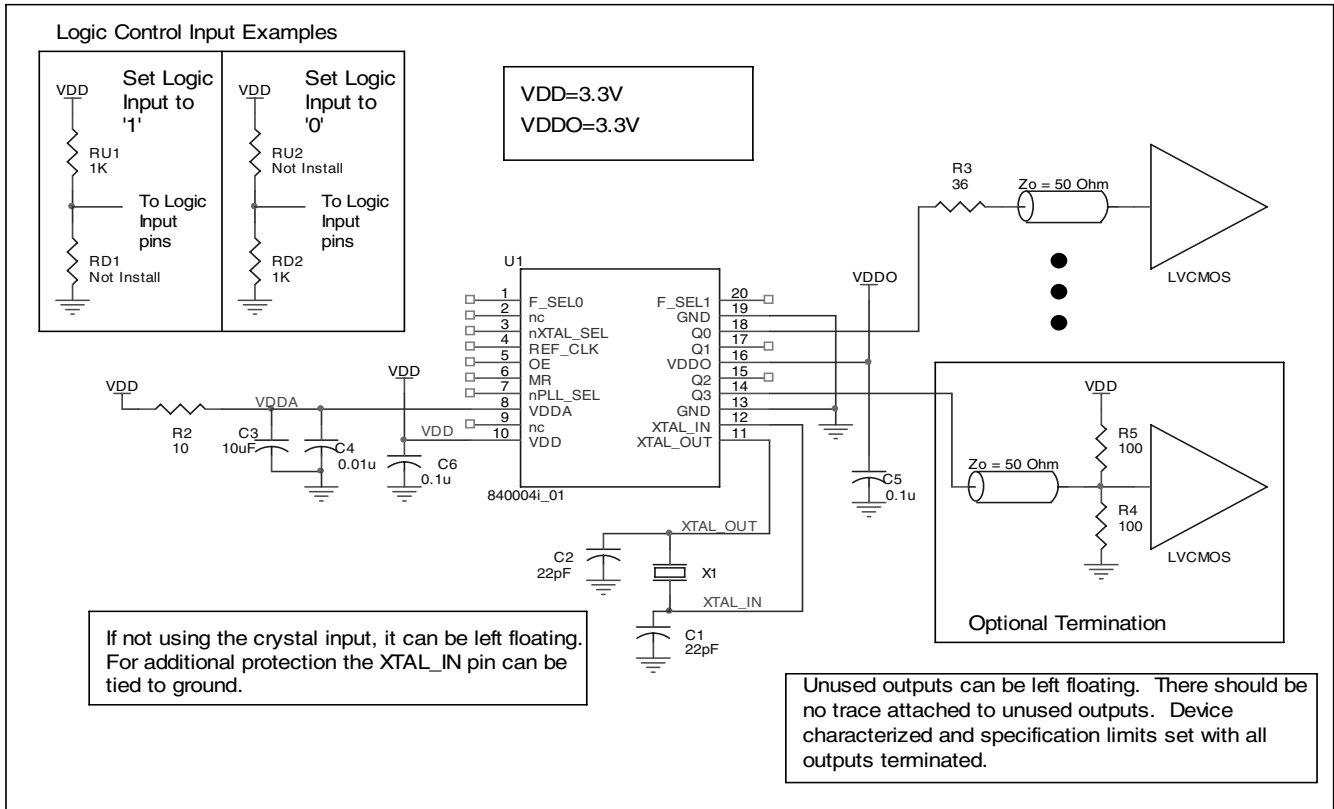 Logic Control Input Examples
VDD
Set Logic
Input to
'1'
RU1
1K
To Logic
Input
pins
RD1
Not Install
VDD
Set Logic
Input to
'0'
RU2
Not Install
To Logic
Input
pins
RD2
1K
VDD=3.3V
VDDO=3.3V
U1
1 F_SEL0
2 nc
3 nXTAL_SEL
4 REF_CLK
5 OE
6 MR
7 nPLL_SEL
8 VDDA
9 nc
10 VDD
F_SEL1 20
GND 19
Q0 18
Q1 17
VDDO 16
Q2 15
Q3 14
GND 13
XTAL_IN 12
XTAL_OUT 11
840004i_01
VDD
R2
10
VDDA
C3
10uF
C4
0.01u
VDD
VDD
C6
0.1u
VDDO
C5
0.1u
R3
36
Zo = 50 Ohm
LVCMOS
VDD
R5
100
Zo = 50 Ohm
R4
100
LVCMOS
Optional Termination
XTAL_OUT
C2
22pF
X1
XTAL_IN
C1
22pF
If not using the crystal input, it can be left floating.
For additional protection the XTAL_IN pin can be
tied to ground.
Unused outputs can be left floating. There should be
no trace attached to unused outputs. Device
characterized and specification limits set with all
outputs terminated.